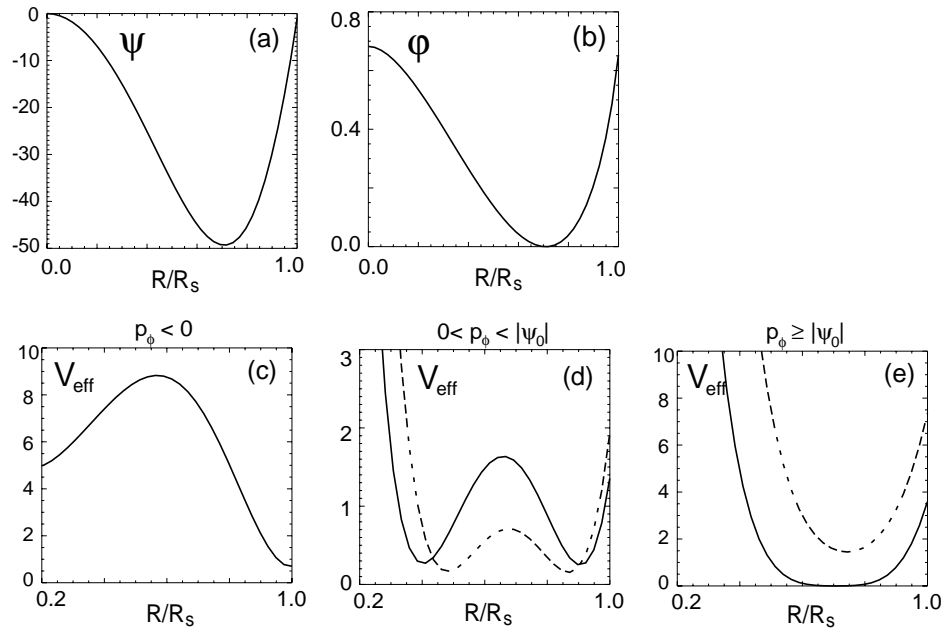 ψ (a)
0
-10
-20
-30
-40
-50
0.0 1.0
R/R_s
φ (b)
0.8
0.4
0.0
0.0 1.0
R/R_s
p_ϕ < 0
V_eff (c)
10
8
6
4
2
0
0.2 1.0
R/R_s
0< p_ϕ < |ψ_0|
V_eff (d)
3
2
1
0
0.2 1.0
R/R_s
p_ϕ ≥ |ψ_0|
V_eff (e)
10
8
6
4
2
0
0.2 1.0
R/R_s